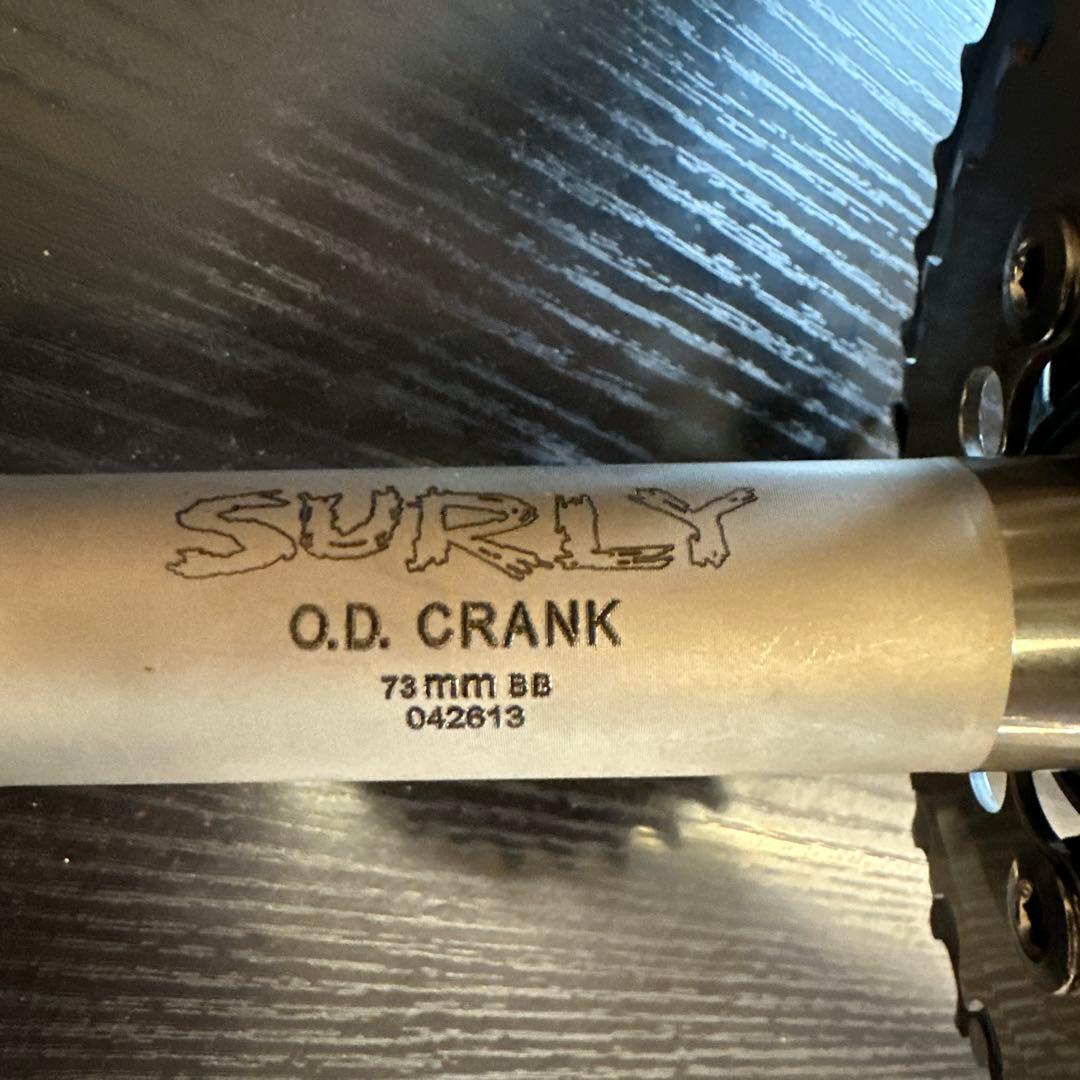 SURLY
O.D. CRANK
73mm BB
042613